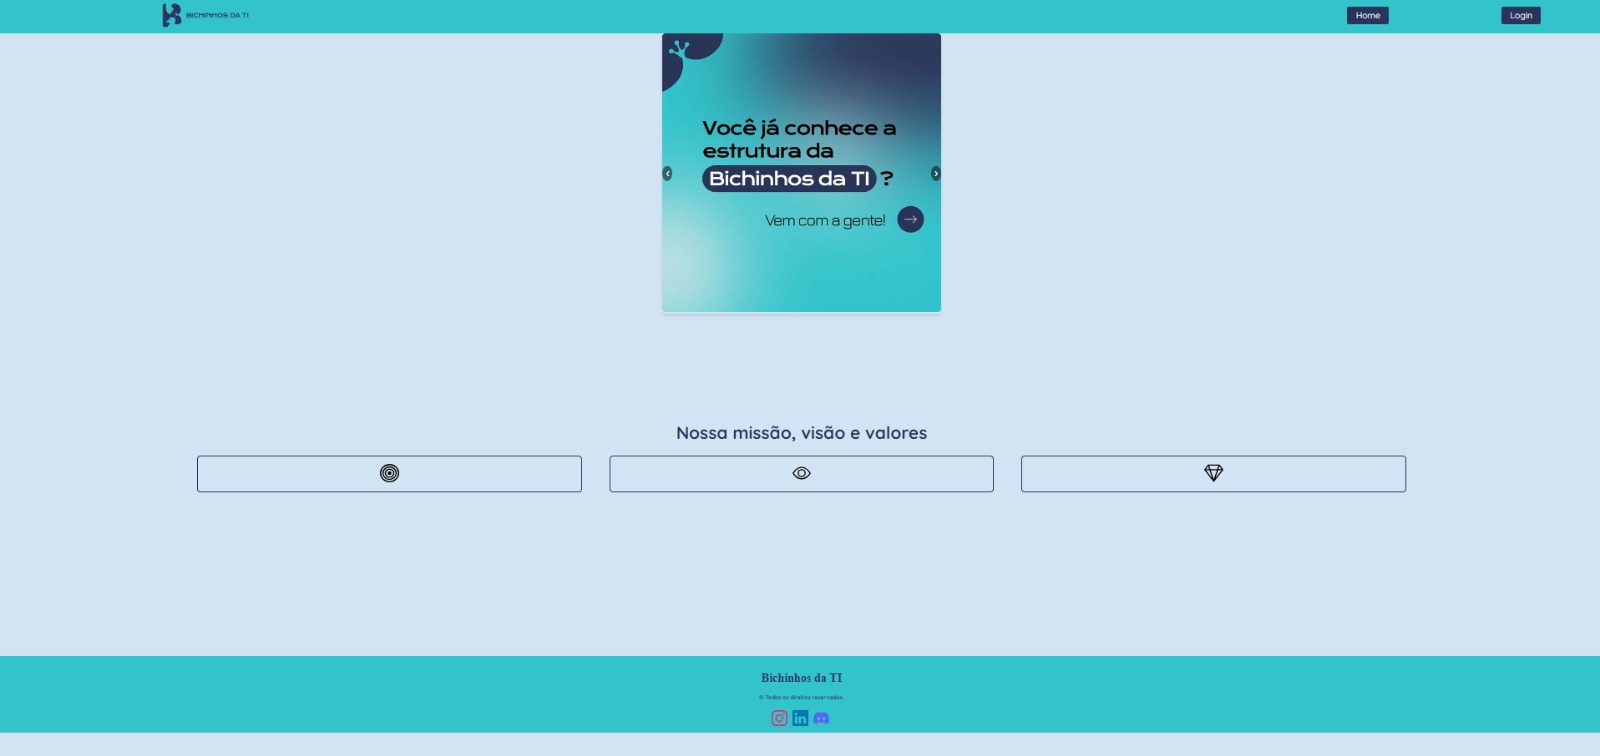 BICHINHOS DA TI
Home
Login
Você já conhece a
estrutura da
Bichinhos da TI ?
Vem com a gente!
Nossa missão, visão e valores
Bichinhos da TI
© Todos os direitos reservados.